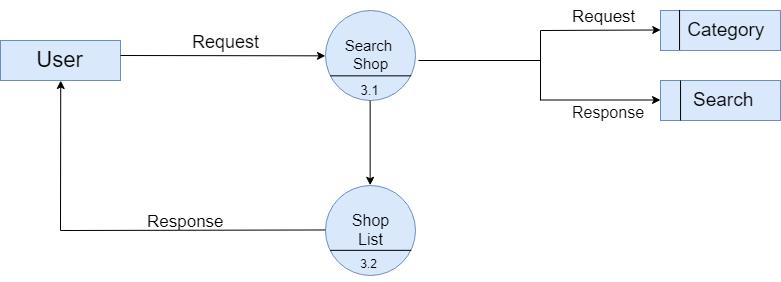 User
Request
Search
Shop
3.1
Request
Category
Search
Response
Response
Shop
List
3.2